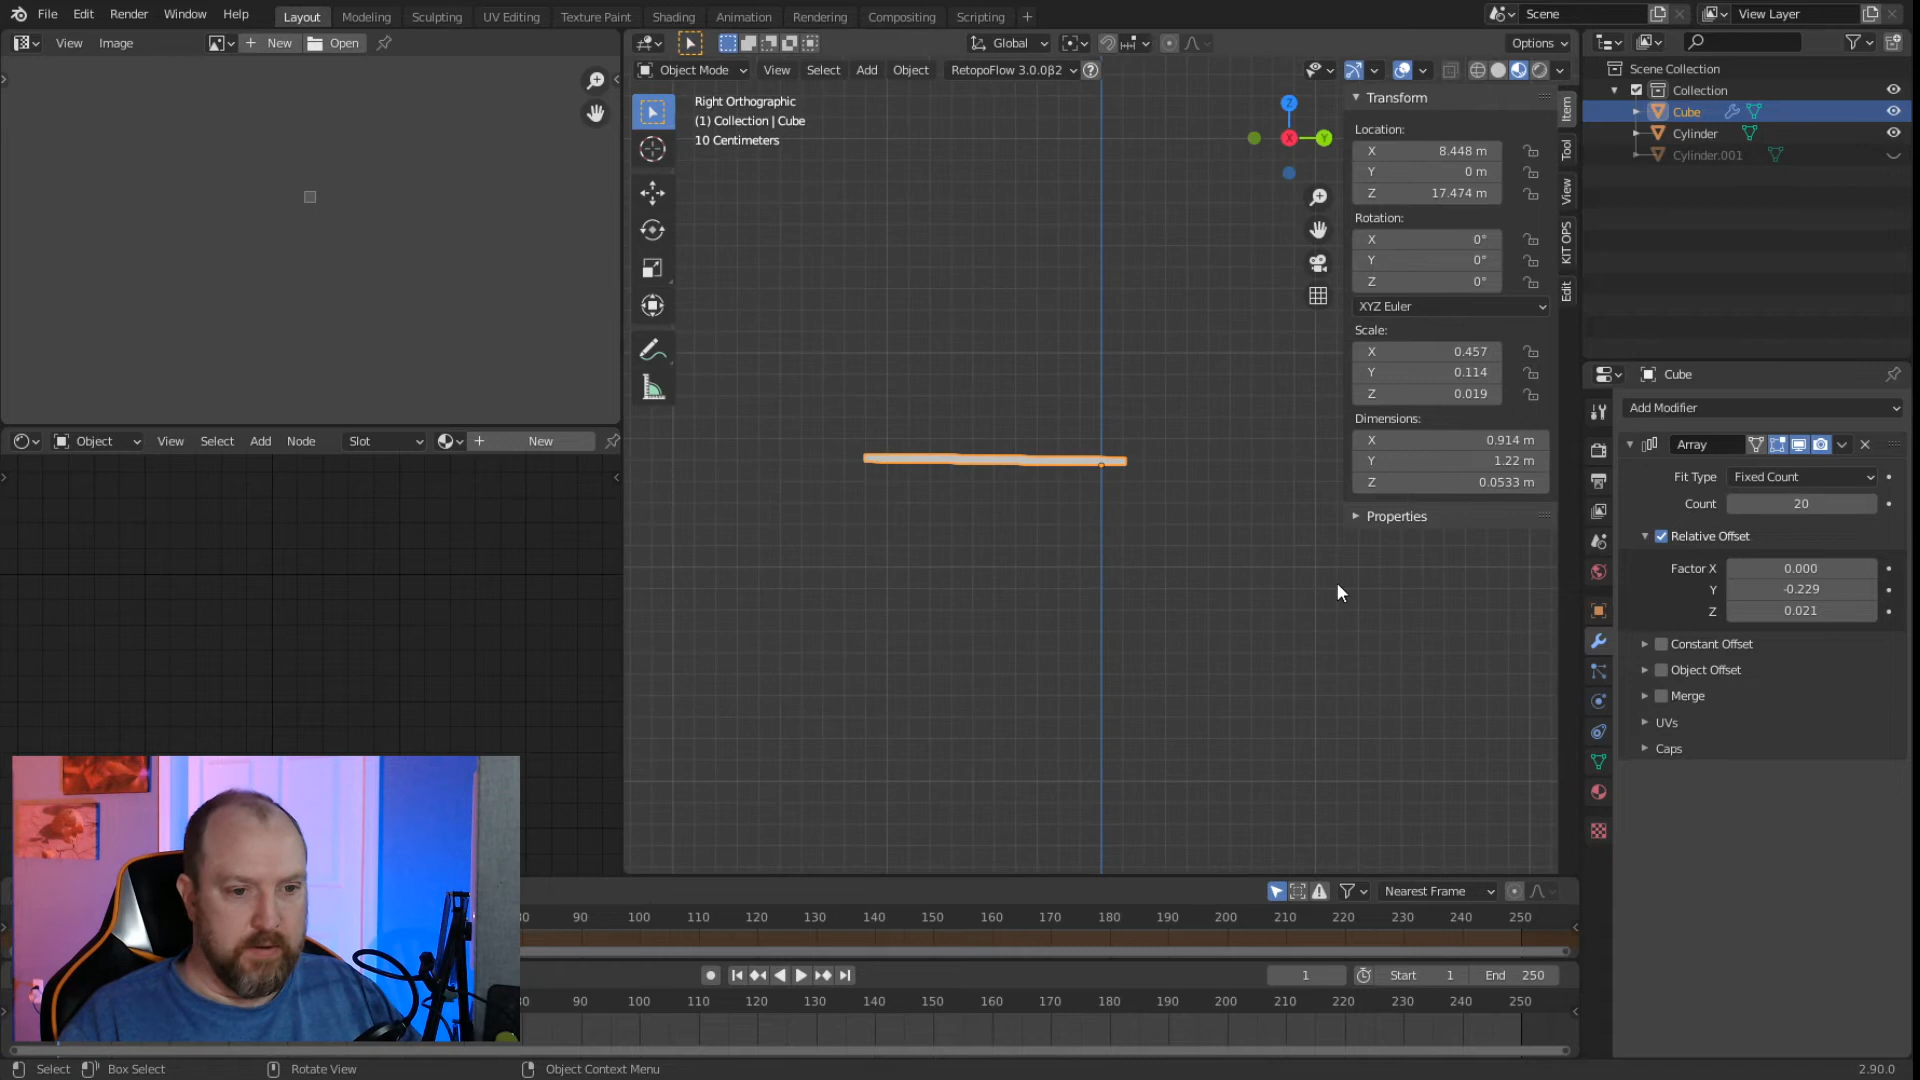 File Edit Render Window Help Layout Modeling Sculpting UV Editing Texture Paint Shading Animation Rendering Compositing Scripting + Scene View Layer
View Image + New Open Global Options
Object Mode View Select Add Object RetopoFlow 3.0.0β2 ?
Right Orthographic
(1) Collection | Cube
10 Centimeters
Z
Y
X
Transform
Location:
X 8.448 m
Y 0 m
Z 17.474 m
Rotation:
X 0°
Y 0°
Z 0°
XYZ Euler
Scale:
X 0.457
Y 0.114
Z 0.019
Dimensions:
X 0.914 m
Y 1.22 m
Z 0.0533 m
Properties
Item
Tool
View
KIT OPS
Edit
Scene Collection
Collection
Cube
Cylinder
Cylinder.001
Cube
Add Modifier
Array
Fit Type Fixed Count
Count 20
Relative Offset
Factor X 0.000
Y -0.229
Z 0.021
Constant Offset
Object Offset
Merge
UVs
Caps
Object View Select Add Node Slot + New
Nearest Frame
90 100 110 120 130 140 150 160 170 180 190 200 210 220 230 240 250
1 Start 1 End 250
90 100 110 120 130 140 150 160 170 180 190 200 210 220 230 240 250
Select Box Select Rotate View Object Context Menu 2.90.0